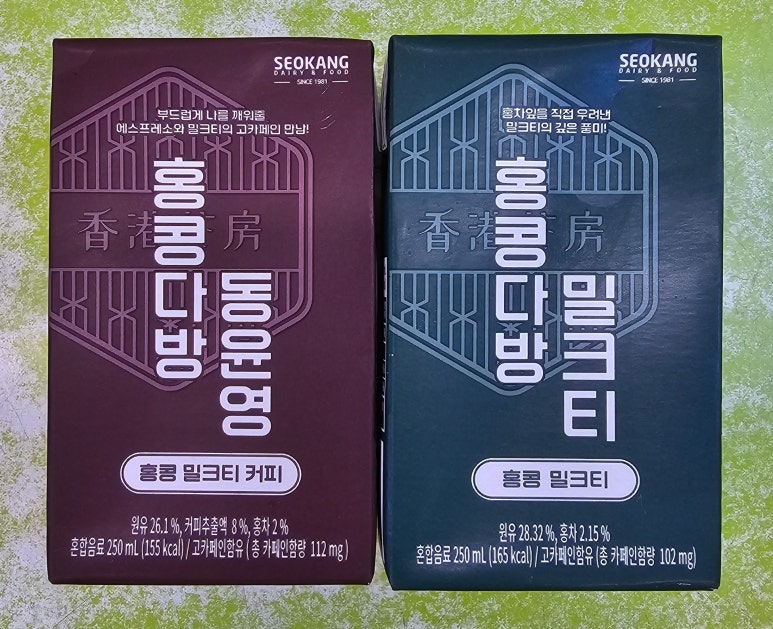 SEOKANG
DAIRY & FOOD
SINCE 1981
부드럽게 나를 깨워줄
에스프레소와 밀크티의 고카페인 만남!
香港茶房
홍콩다방
동윤영
홍콩 밀크티 커피
원유 26.1 %, 커피추출액 8 %, 홍차 2 %
혼합음료 250 mL (155 kcal) / 고카페인함유 ( 총 카페인함량 112 mg )
SEOKANG
DAIRY & FOOD
SINCE 1981
홍차잎을 직접 우려낸
밀크티의 깊은 풍미!
香港茶房
홍콩다방
밀크티
홍콩 밀크티
원유 28.32 %, 홍차 2.15 %
혼합음료 250 mL (165 kcal) / 고카페인함유 (총 카페인함량 102 mg)